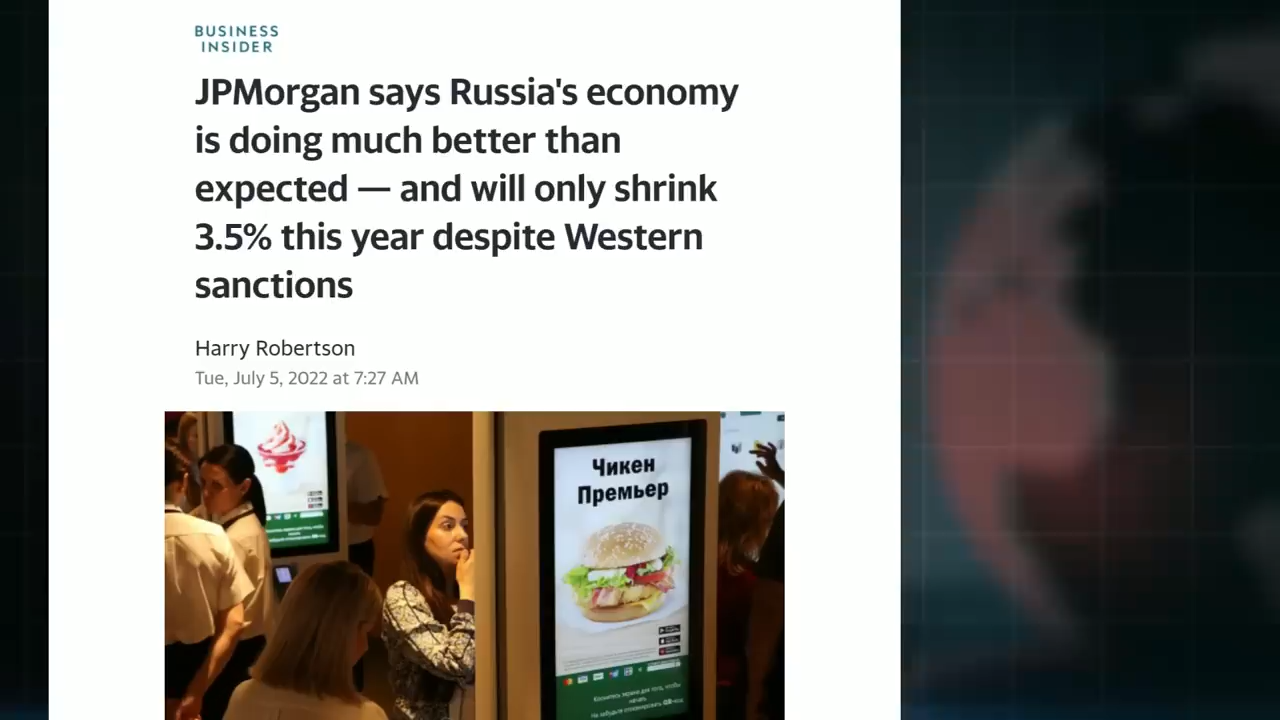 BUSINESS
INSIDER
JPMorgan says Russia's economy
is doing much better than
expected — and will only shrink
3.5% this year despite Western
sanctions
Harry Robertson
Tue, July 5, 2022 at 7:27 AM
Чикен
Премьер